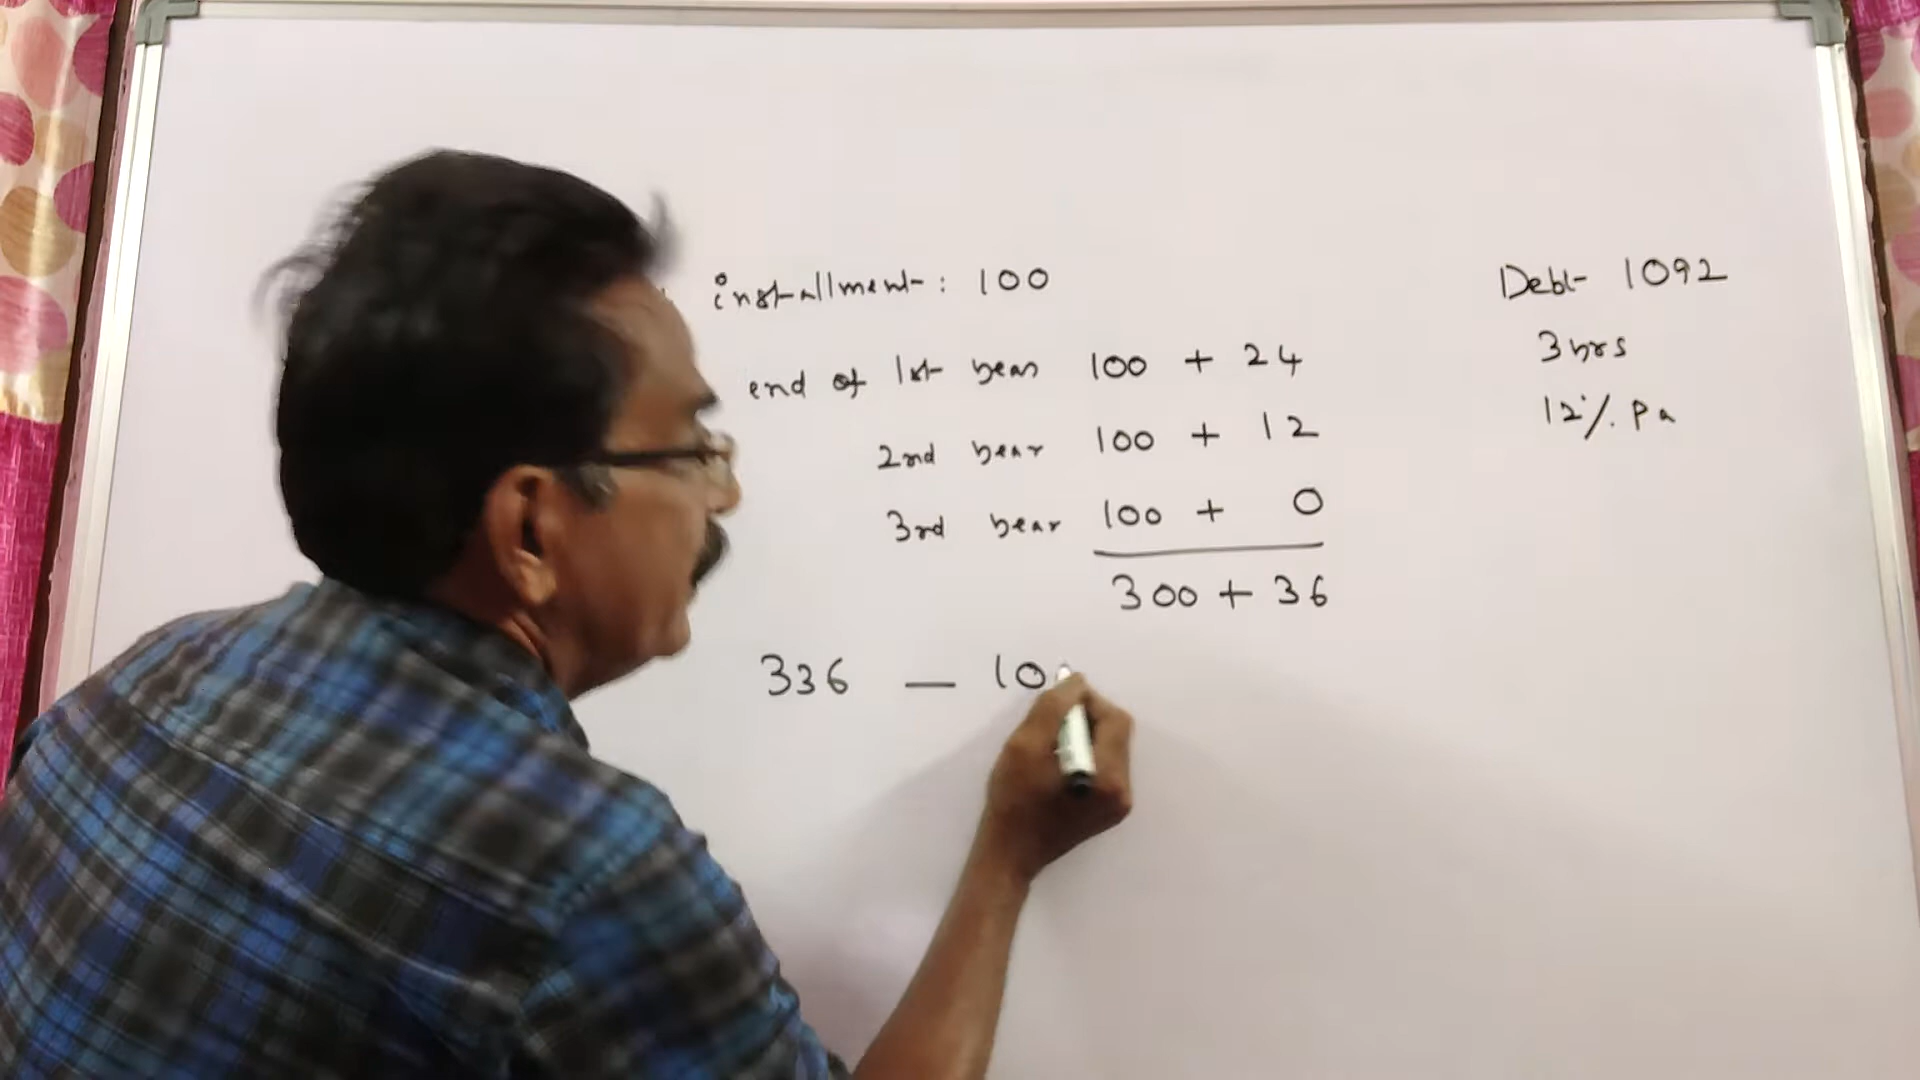 installment : 100
Debt 1092
end of 1st year 100 + 24
3 yrs
2nd year 100 + 12
12% pa
3rd year 100 + 0
300 + 36
336 — 10